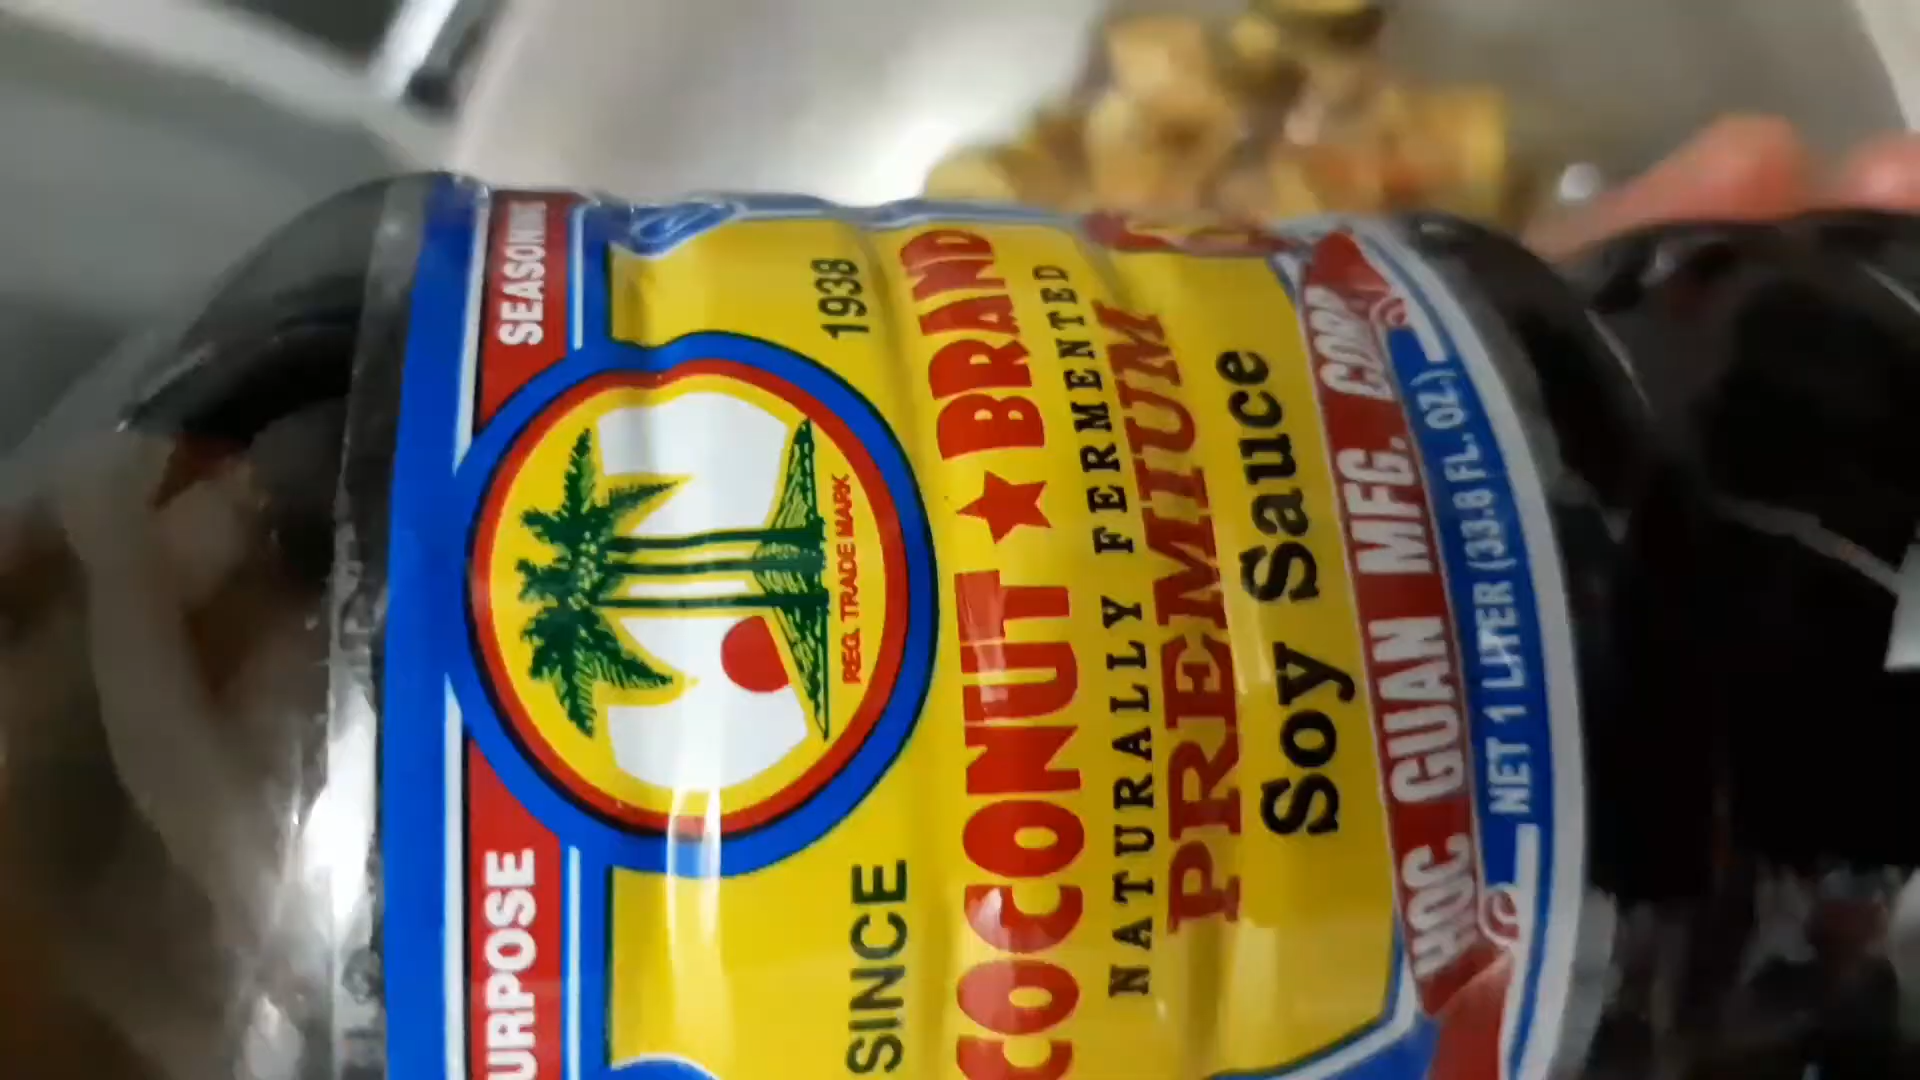 URPOSE SEASONING
REG. TRADE MARK
SINCE 1938
COCONUT ★ BRAND
NATURALLY FERMENTED
PREMIUM
Soy Sauce
HOC GUAN MFG. CORP.
NET 1 LITER (33.8 FL. OZ.)